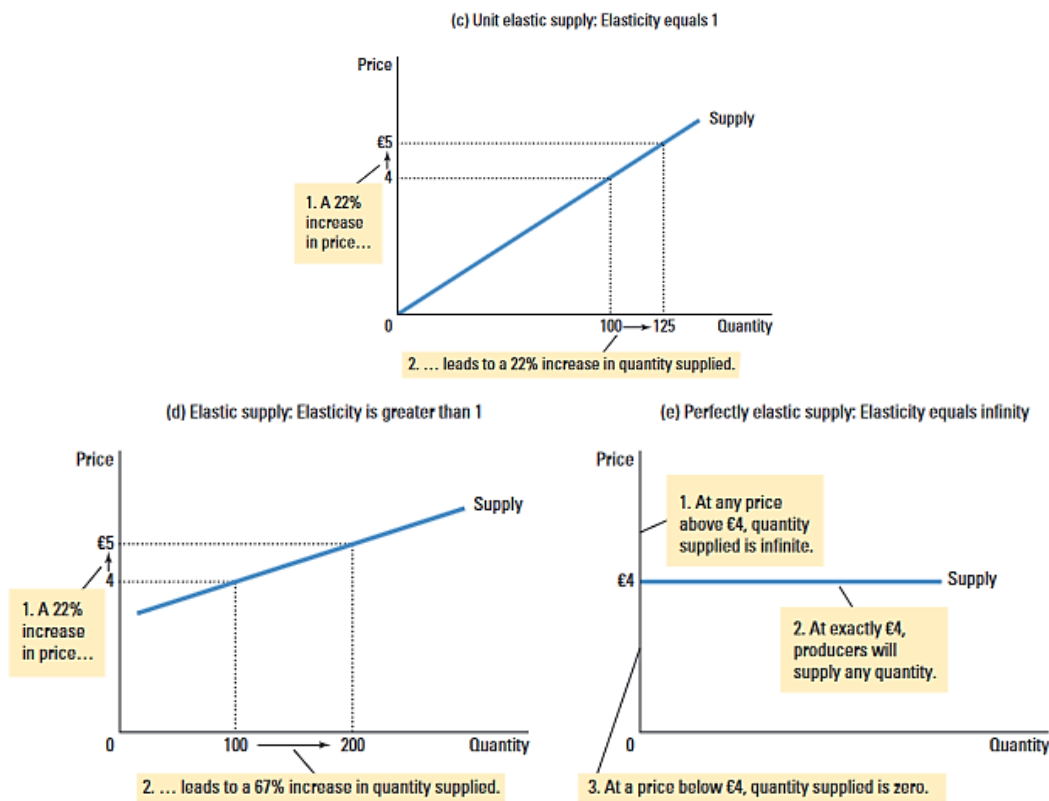 (c) Unit elastic supply: Elasticity equals 1
Price
Supply
€5
4
1. A 22%
increase
in price...
0
100
125
Quantity
2. ... leads to a 22% increase in quantity supplied.
(d) Elastic supply: Elasticity is greater than 1
Price
Supply
€5
4
1. A 22%
increase
in price...
0
100
200
Quantity
2. ... leads to a 67% increase in quantity supplied.
(e) Perfectly elastic supply: Elasticity equals infinity
Price
1. At any price
above €4, quantity
supplied is infinite.
€4
Supply
2. At exactly €4,
producers will
supply any quantity.
0
Quantity
3. At a price below €4, quantity supplied is zero.